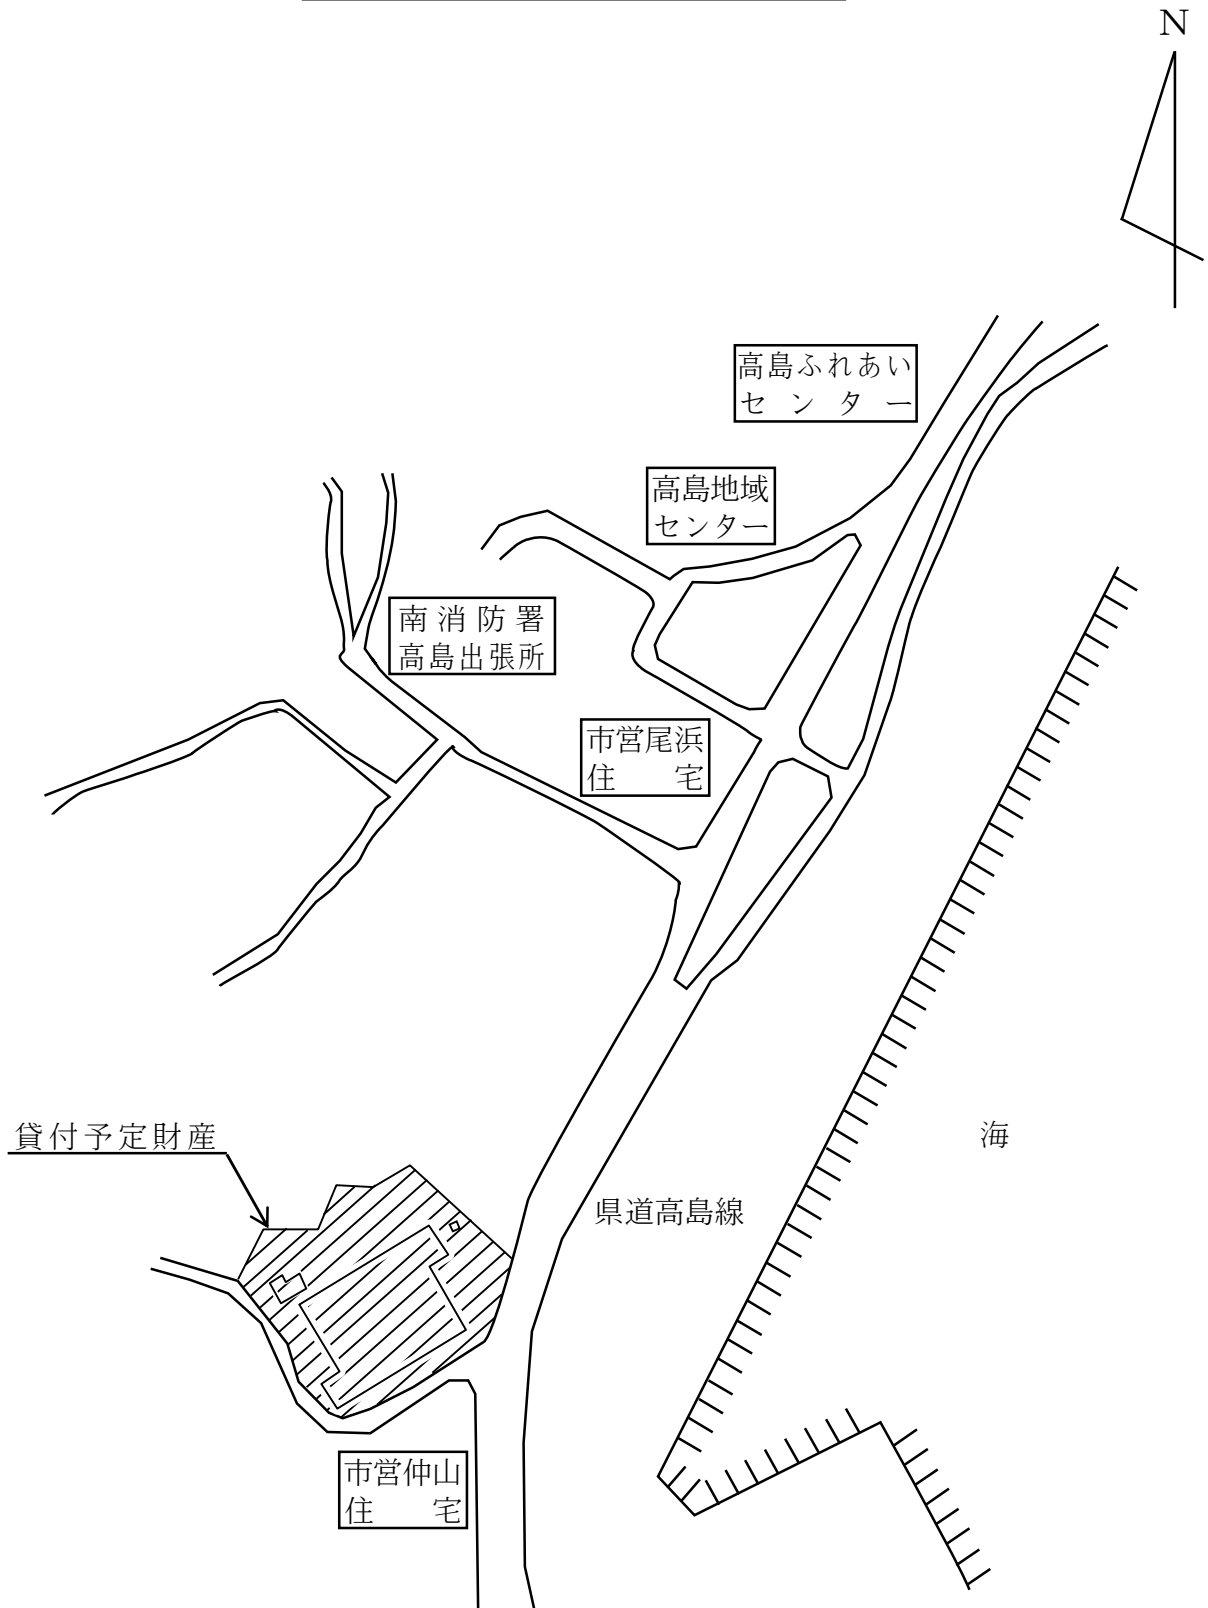 N
高島ふれあい
センター
高島地域
センター
南消防署
高島出張所
市営尾浜
住宅
貸付予定財産
海
県道高島線
市営仲山
住宅